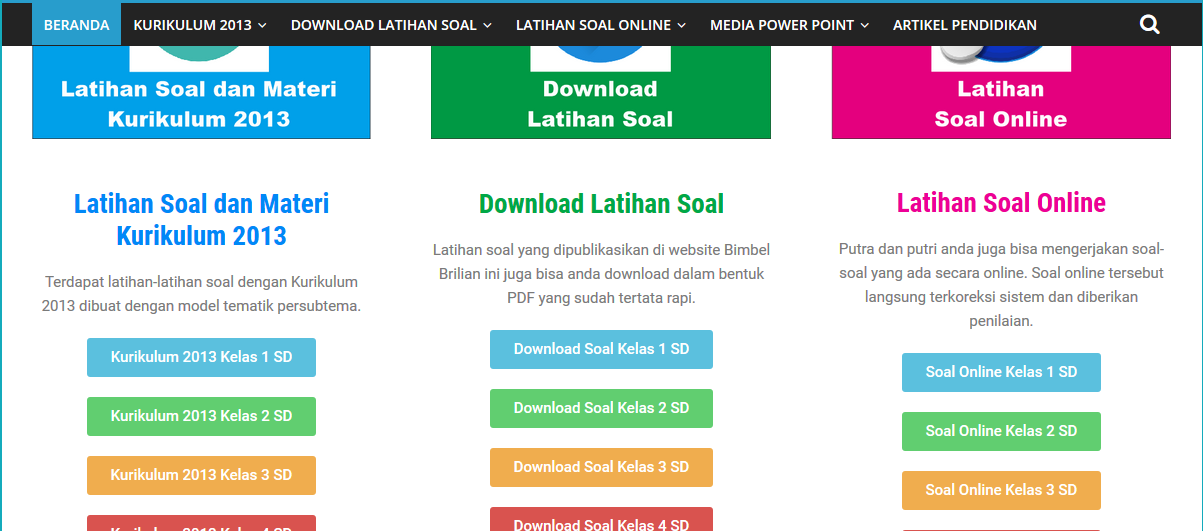 BERANDA KURIKULUM 2013 DOWNLOAD LATIHAN SOAL LATIHAN SOAL ONLINE MEDIA POWER POINT ARTIKEL PENDIDIKAN
Latihan Soal dan Materi
Kurikulum 2013
Download
Latihan Soal
Latihan
Soal Online
Latihan Soal dan Materi
Kurikulum 2013
Terdapat latihan-latihan soal dengan Kurikulum
2013 dibuat dengan model tematik persubtema.
Kurikulum 2013 Kelas 1 SD
Kurikulum 2013 Kelas 2 SD
Kurikulum 2013 Kelas 3 SD
Kurikulum 2013 Kelas 4 SD
Download Latihan Soal
Latihan soal yang dipublikasikan di website Bimbel
Brilian ini juga bisa anda download dalam bentuk
PDF yang sudah tertata rapi.
Download Soal Kelas 1 SD
Download Soal Kelas 2 SD
Download Soal Kelas 3 SD
Download Soal Kelas 4 SD
Latihan Soal Online
Putra dan putri anda juga bisa mengerjakan soal-
soal yang ada secara online. Soal online tersebut
langsung terkoreksi sistem dan diberikan
penilaian.
Soal Online Kelas 1 SD
Soal Online Kelas 2 SD
Soal Online Kelas 3 SD